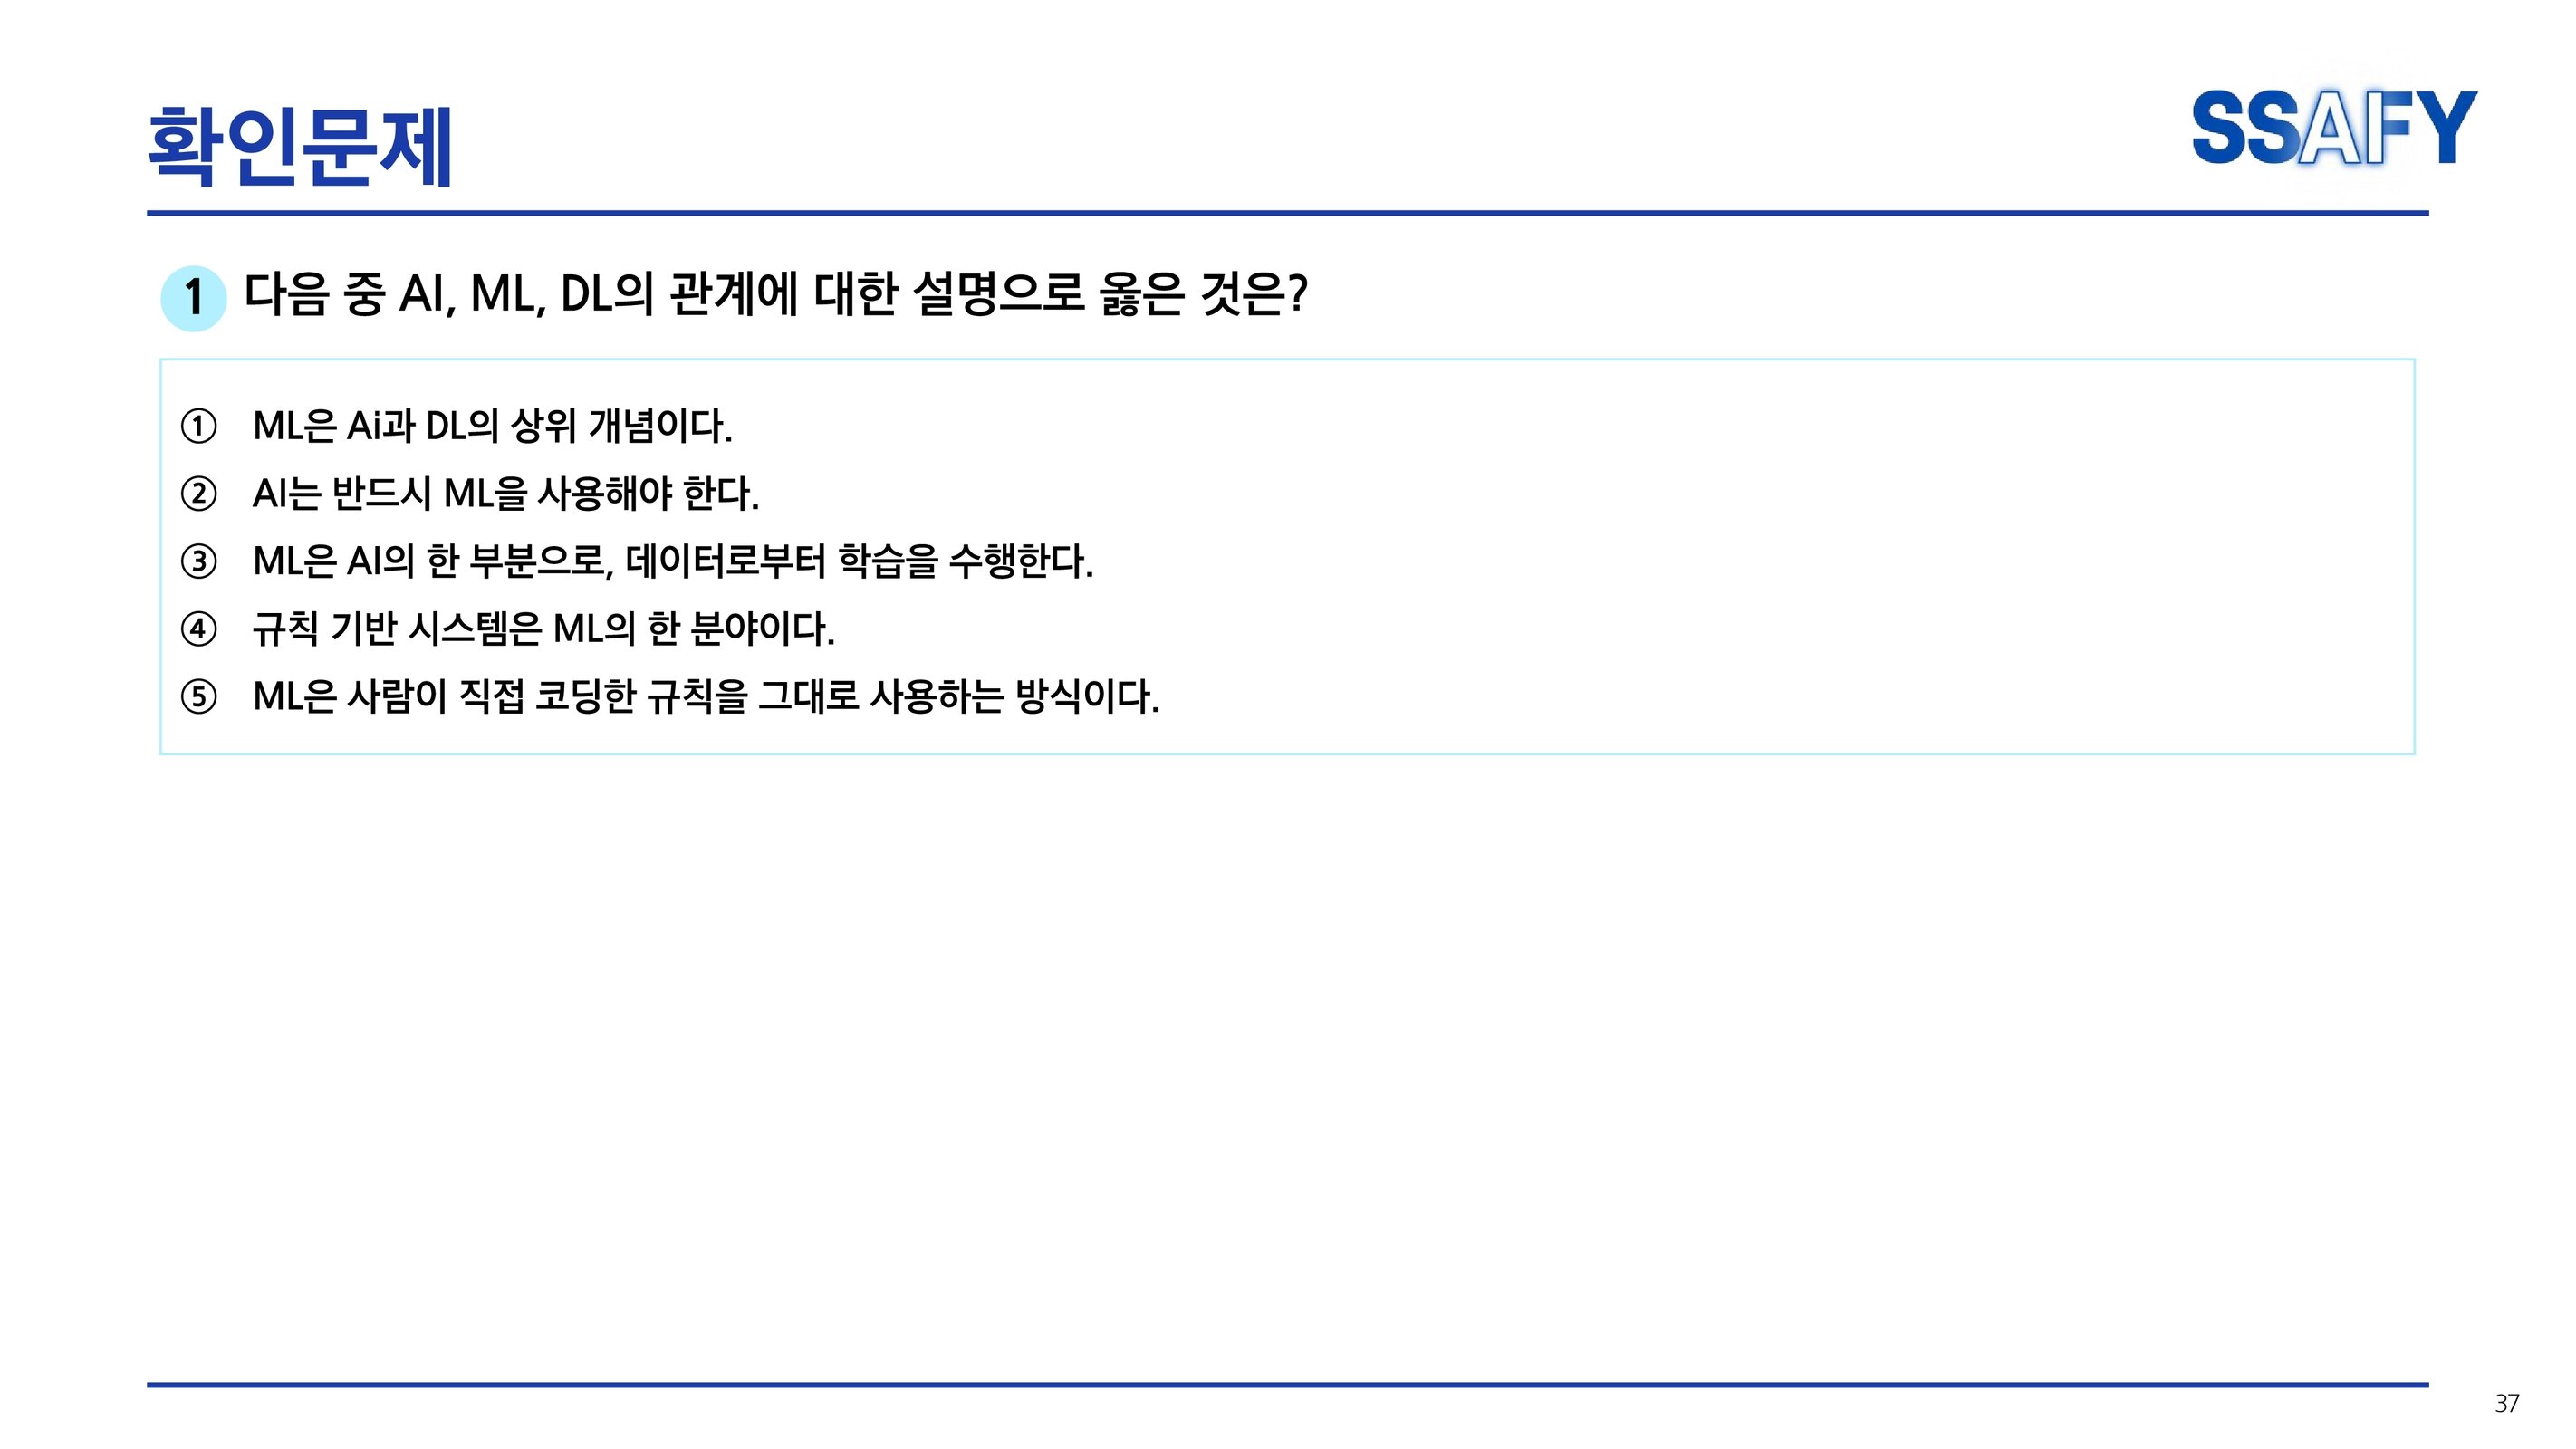 확인문제
SSAFY
1 다음 중 AI, ML, DL의 관계에 대한 설명으로 옳은 것은?
① ML은 Ai과 DL의 상위 개념이다.
② AI는 반드시 ML을 사용해야 한다.
③ ML은 AI의 한 부분으로, 데이터로부터 학습을 수행한다.
④ 규칙 기반 시스템은 ML의 한 분야이다.
⑤ ML은 사람이 직접 코딩한 규칙을 그대로 사용하는 방식이다.
37